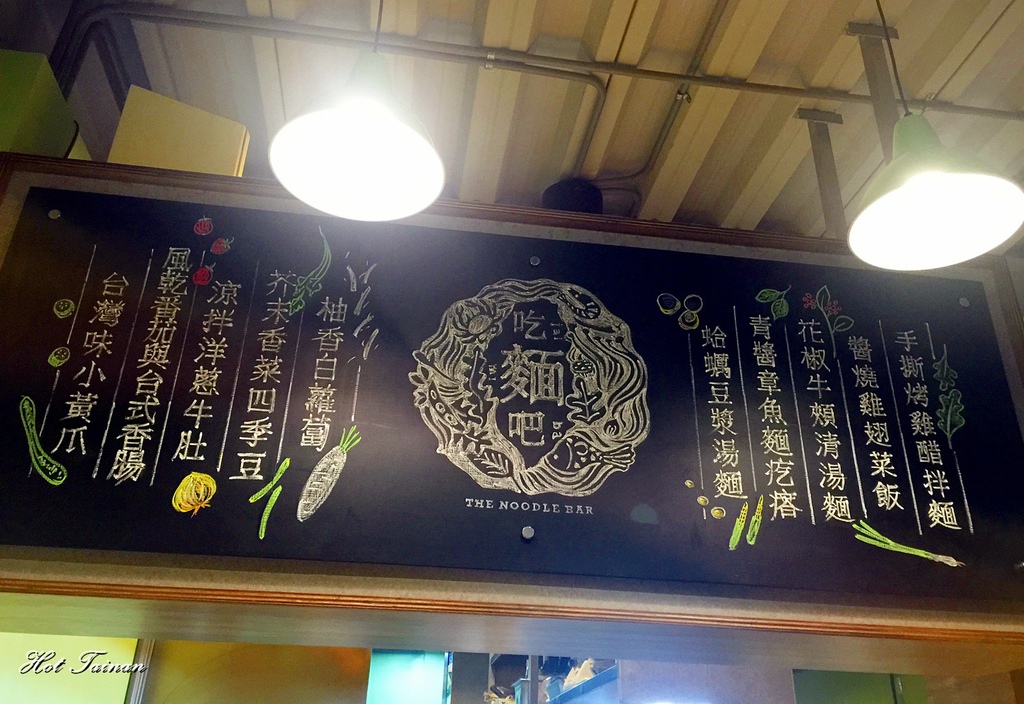 手撕烤雞醋拌麵
醬燒雞翅菜飯
花椒牛頰清湯麵
青醬章魚麵疙瘩
蛤蠣豆漿湯麵
吃
麵
吧
THE NOODLE BAR
柚香白蘿蔔
芥末香菜四季豆
涼拌洋蔥牛肚
風乾番茄與台式香腸
台灣味小黃瓜
Hot Tainan